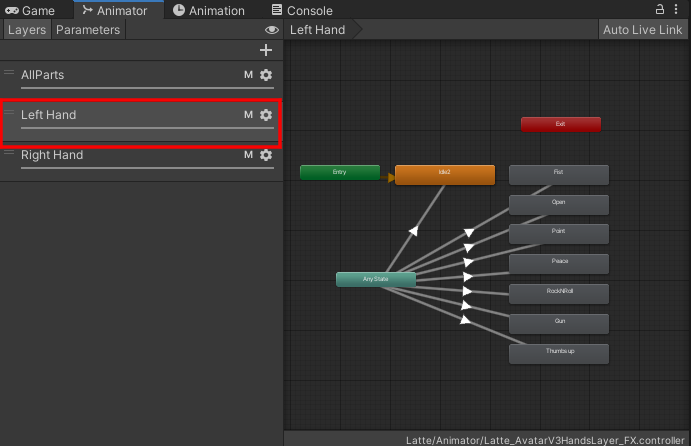 Game Animator Animation Console
Layers Parameters
Left Hand
Auto Live Link
AllParts M
Left Hand M
Right Hand M
Exit
Entry
Idle2
Fist
Open
Point
Any State
Peace
RockNRoll
Gun
Thumbs up
Latte/Animator/Latte_AvatarV3HandsLayer_FX.controller